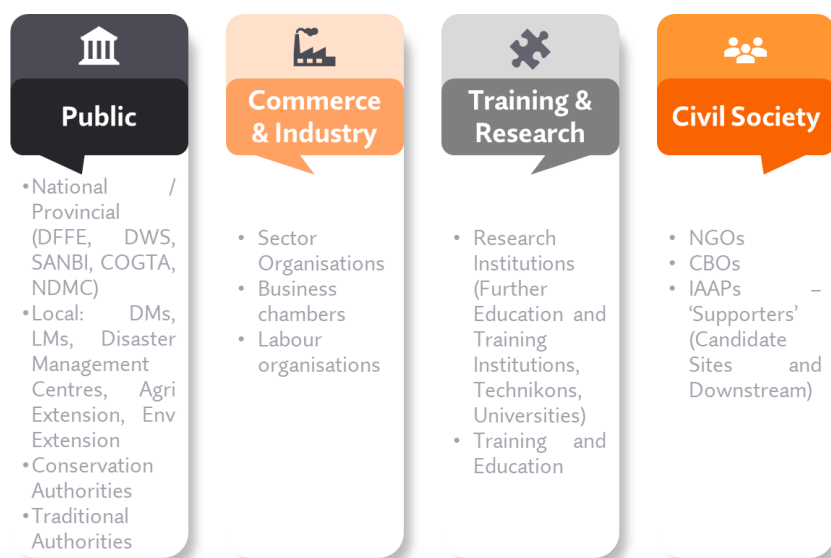 Public
•National /
Provincial
(DFFE, DWS,
SANBI, COGTA,
NDMC)
•Local: DMs,
LMs, Disaster
Management
Centres, Agri
Extension, Env
Extension
•Conservation
Authorities
•Traditional
Authorities
Commerce
& Industry
• Sector
Organisations
• Business
chambers
• Labour
organisations
Training &
Research
• Research
Institutions
(Further
Education and
Training
Institutions,
Technikons,
Universities)
• Training and
Education
Civil Society
• NGOs
• CBOs
• IAAPs –
‘Supporters’
(Candidate
Sites and
Downstream)